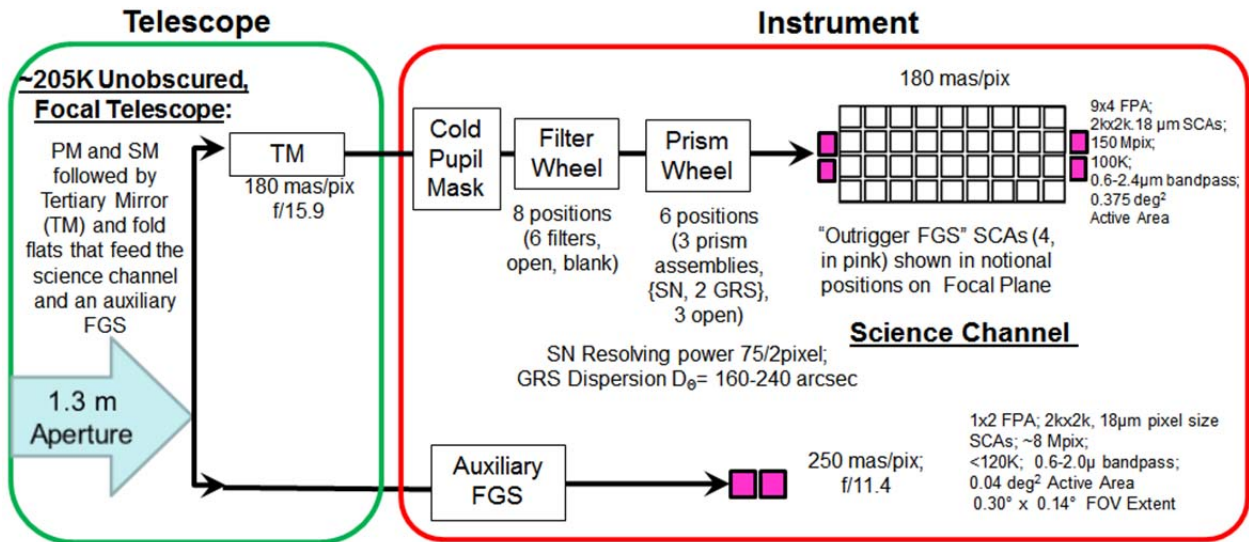 Telescope
Instrument
~205K Unobscured,
Focal Telescope:
PM and SM
followed by
Tertiary Mirror
(TM) and fold
flats that feed the
science channel
and an auxiliary
FGS
1.3 m
Aperture
TM
180 mas/pix
f/15.9
Cold
Pupil
Mask
Filter
Wheel
8 positions
(6 filters,
open, blank)
Prism
Wheel
6 positions
(3 prism
assemblies,
{SN, 2 GRS},
3 open)
180 mas/pix
9x4 FPA;
2kx2k.18 µm SCAs;
150 Mpix;
100K;
0.6-2.4µm bandpass;
0.375 deg²
Active Area
"Outrigger FGS" SCAs (4,
in pink) shown in notional
positions on Focal Plane
Science Channel
SN Resolving power 75/2pixel;
GRS Dispersion DΘ= 160-240 arcsec
Auxiliary
FGS
250 mas/pix;
f/11.4
1x2 FPA; 2kx2k, 18µm pixel size
SCAs; ~8 Mpix;
<120K; 0.6-2.0µ bandpass;
0.04 deg² Active Area
0.30° x 0.14° FOV Extent